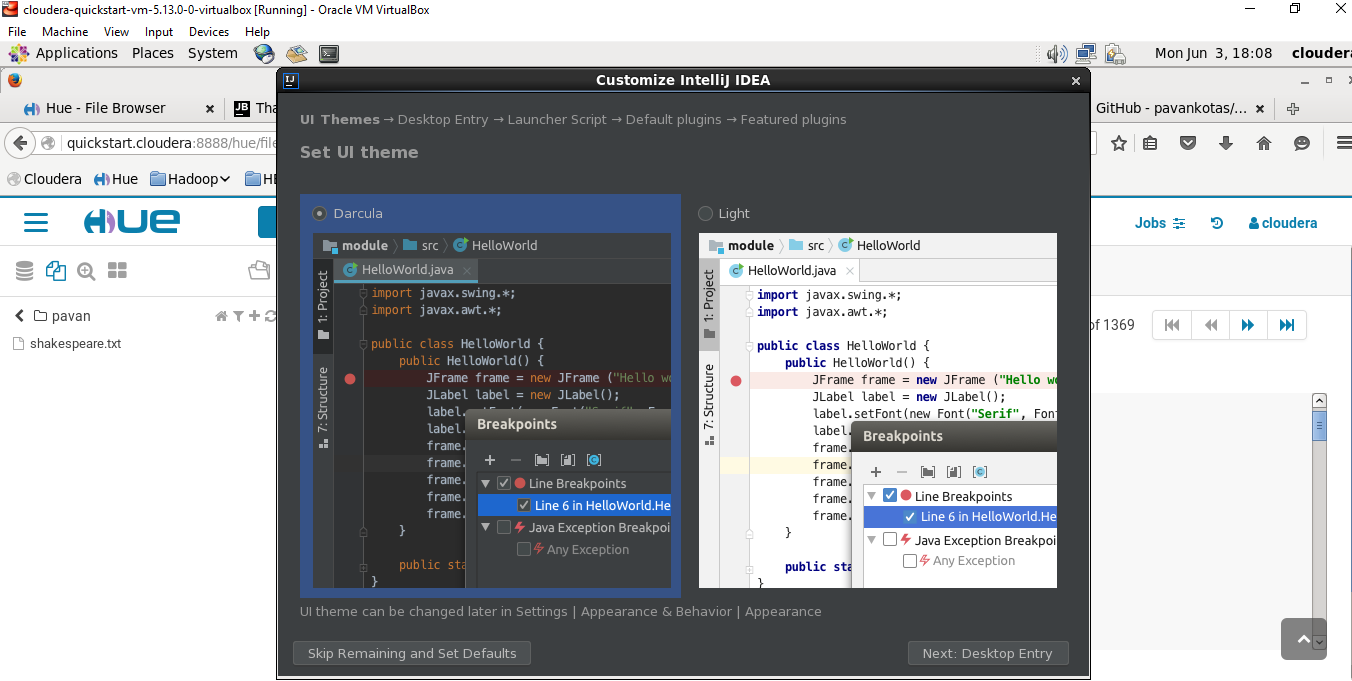 cloudera-quickstart-vm-5.13.0-0-virtualbox [Running] - Oracle VM VirtualBox
File Machine View Input Devices Help
Applications Places System Mon Jun 3, 18:08 cloudera
Customize IntelliJ IDEA
Hue - File Browser × JB Tha GitHub - pavankotas/... ×
quickstart.cloudera:8888/hue/file
Cloudera Hue Hadoop HB
HUE Jobs cloudera
UI Themes → Desktop Entry → Launcher Script → Default plugins → Featured plugins
Set UI theme
pavan
shakespeare.txt
of 1369
Darcula
module src HelloWorld
HelloWorld.java
1: Project
7: Structure
import javax.swing.*;
import javax.awt.*;
public class HelloWorld {
public HelloWorld() {
JFrame frame = new JFrame ("Hello wo
JLabel label = new JLabel();
label.
label.
frame.
frame.
frame.
frame.
frame.
}
public sta
}
Breakpoints
Line Breakpoints
Line 6 in HelloWorld.He
Java Exception Breakpoi
Any Exception
Light
module src HelloWorld
HelloWorld.java
1: Project
7: Structure
import javax.swing.*;
import javax.awt.*;
public class HelloWorld {
public HelloWorld() {
JFrame frame = new JFrame ("Hello wo
JLabel label = new JLabel();
label.setFont(new Font("Serif", Font
label.
frame.
frame.
frame.
frame.
frame.
}
public sta
}
Breakpoints
Line Breakpoints
Line 6 in HelloWorld.He
Java Exception Breakpoi
Any Exception
UI theme can be changed later in Settings | Appearance & Behavior | Appearance
Skip Remaining and Set Defaults Next: Desktop Entry